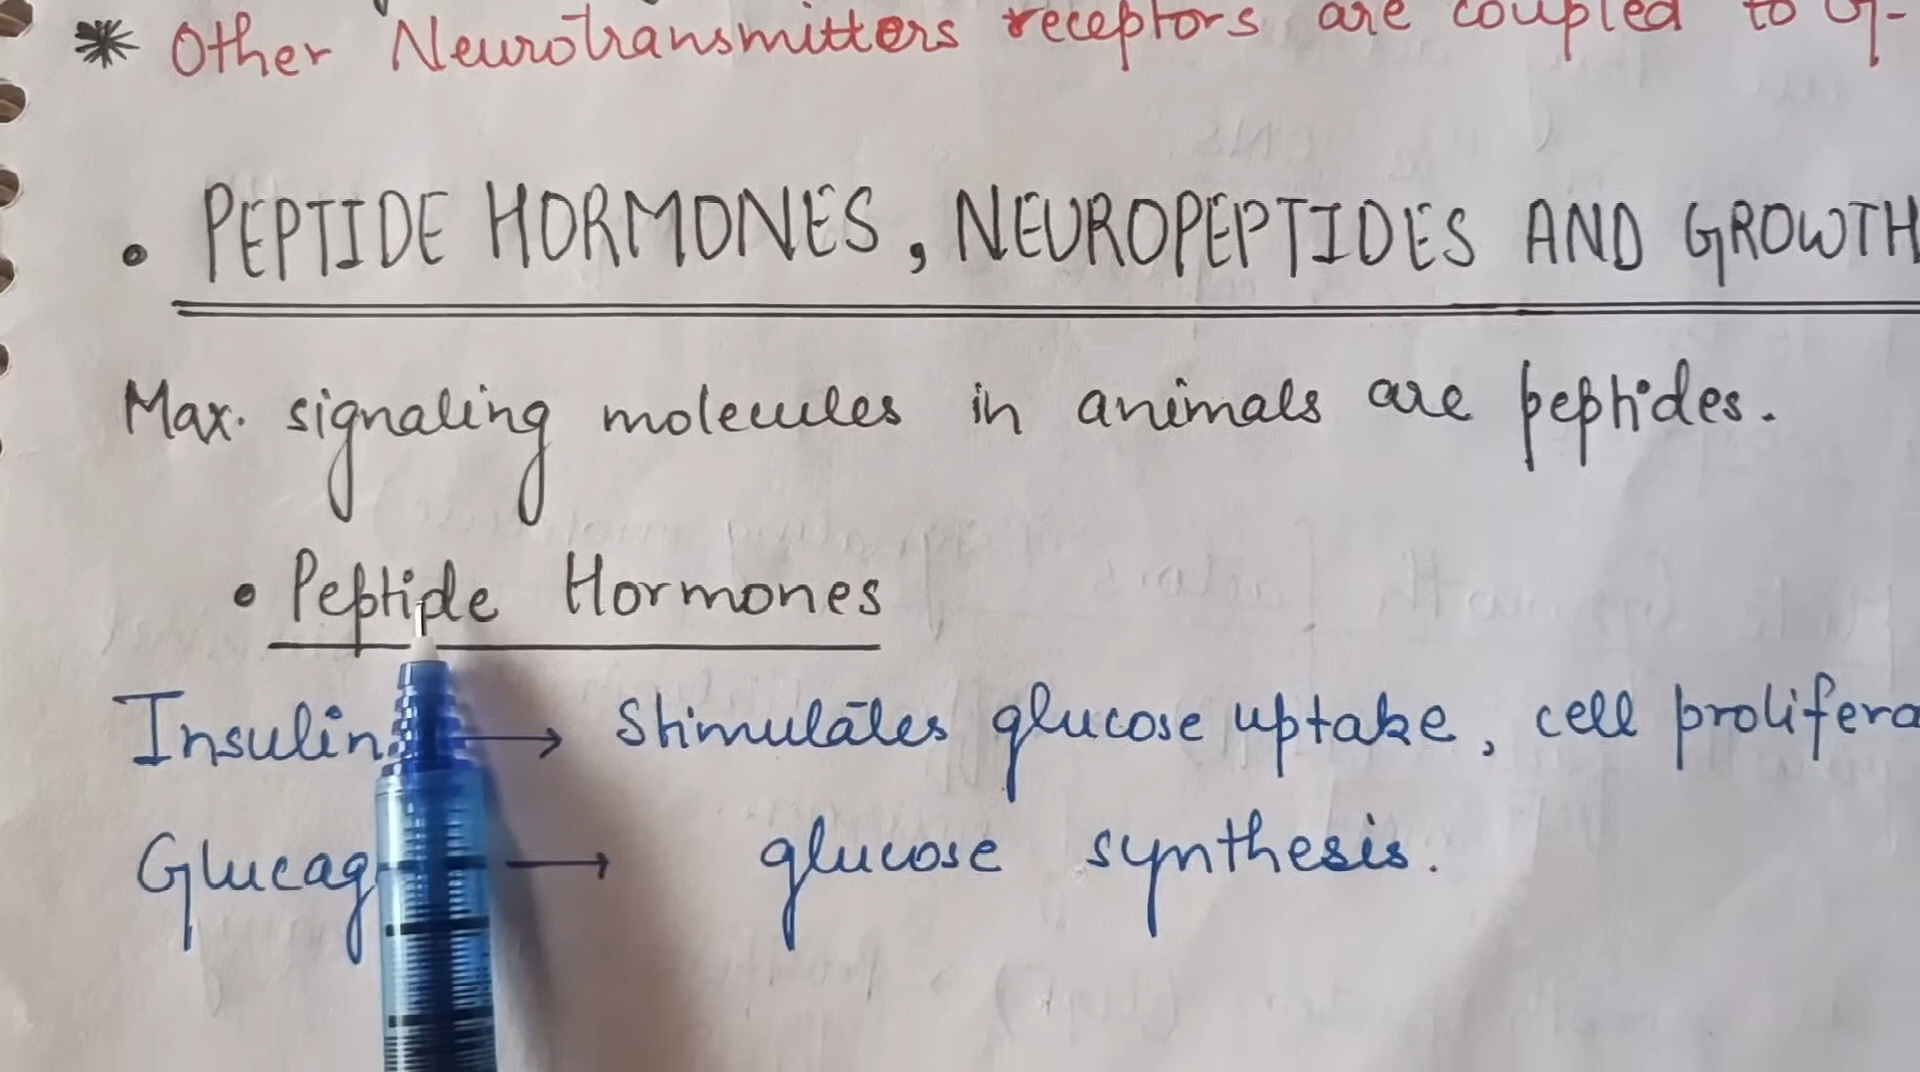 * Other Neurotransmitters receptors are coupled to G-
• PEPTIDE HORMONES, NEUROPEPTIDES AND GROWTH
Max. signaling molecules in animals are peptides.
• Peptide Hormones
Insulin → Stimulates glucose uptake, cell prolifera
Glucag → glucose synthesis.